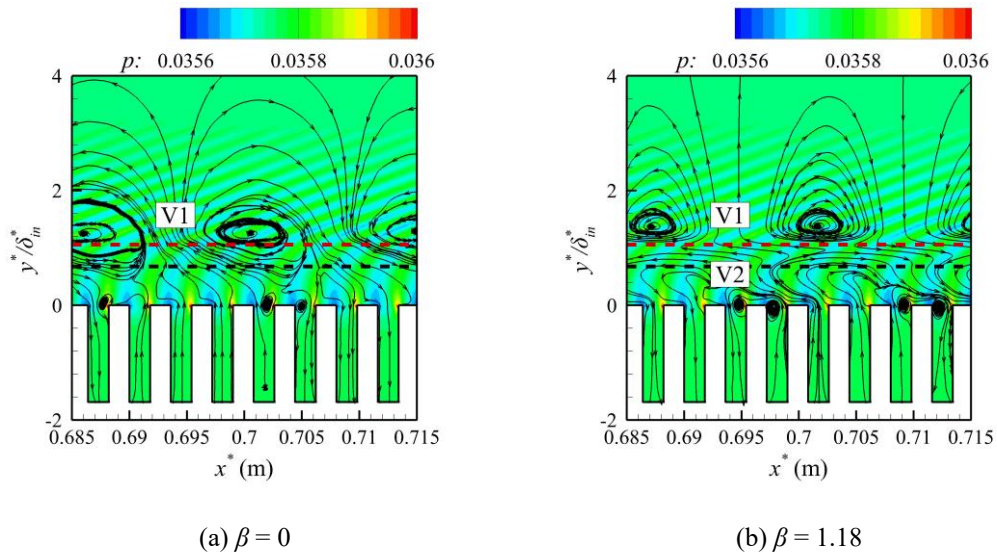 p: 0.0356 0.0358 0.036
4
2
0
-2
y*/δ*in
V1
0.685 0.69 0.695 0.7 0.705 0.71 0.715
x* (m)
(a) β = 0
p: 0.0356 0.0358 0.036
4
2
0
-2
y*/δ*in
V1
V2
0.685 0.69 0.695 0.7 0.705 0.71 0.715
x* (m)
(b) β = 1.18